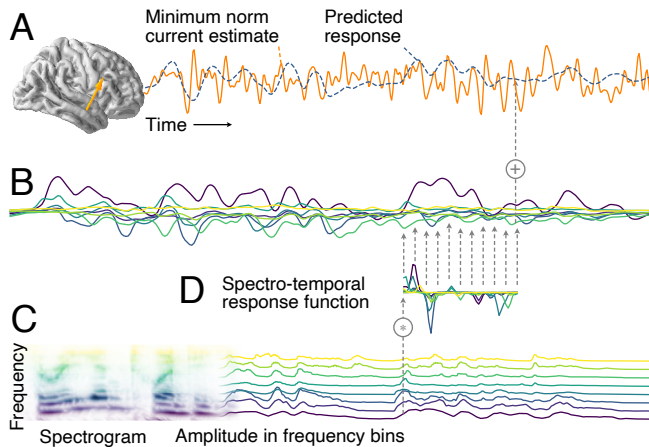 A
Minimum norm
current estimate
Predicted
response
Time
+
B
D
Spectro-temporal
response function
*
C
Frequency
Spectrogram
Amplitude in frequency bins